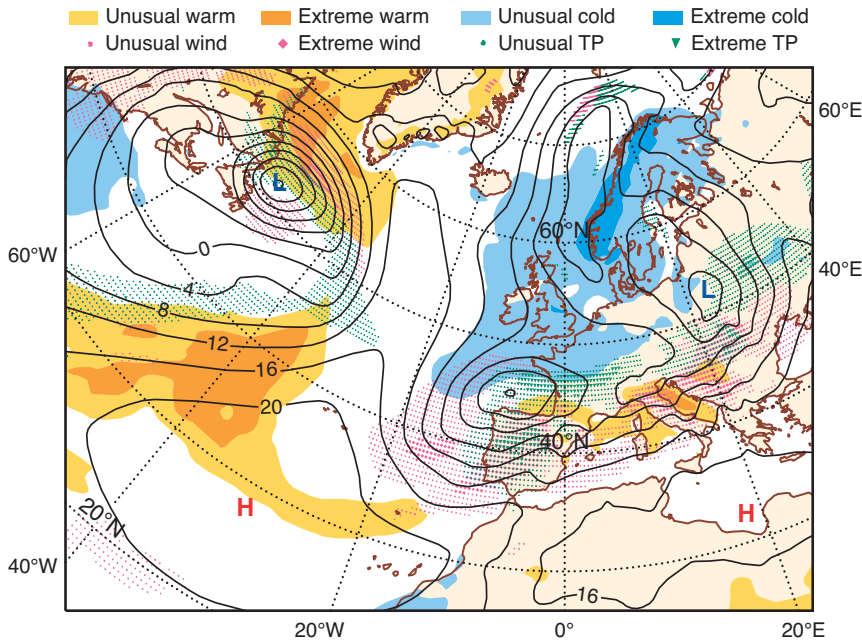 Unusual warm Extreme warm Unusual cold Extreme cold
Unusual wind Extreme wind Unusual TP Extreme TP
60°E
L
60°W
0
60°N
40°E
4
L
8
12
16
20
40°N
H
20°N
H
40°W
16
20°W 0° 20°E